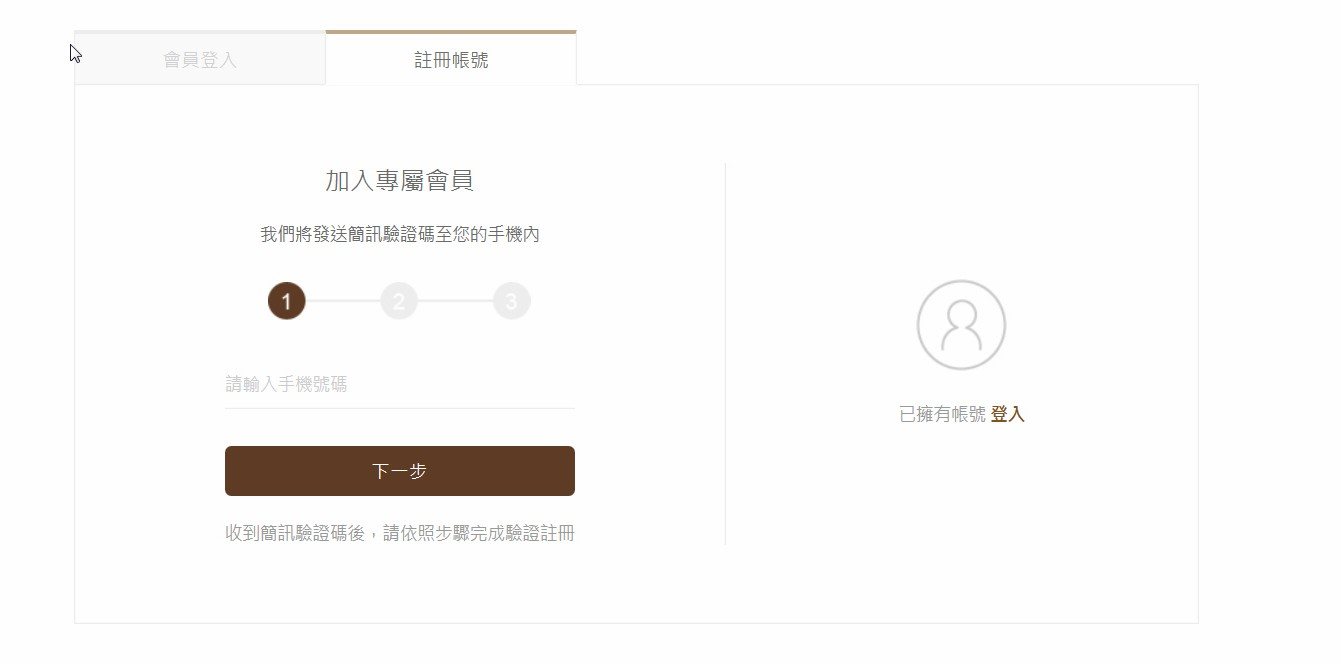 會員登入
註冊帳號
加入專屬會員
我們將發送簡訊驗證碼至您的手機內
1 2 3
請輸入手機號碼
下一步
收到簡訊驗證碼後，請依照步驟完成驗證註冊
已擁有帳號 登入